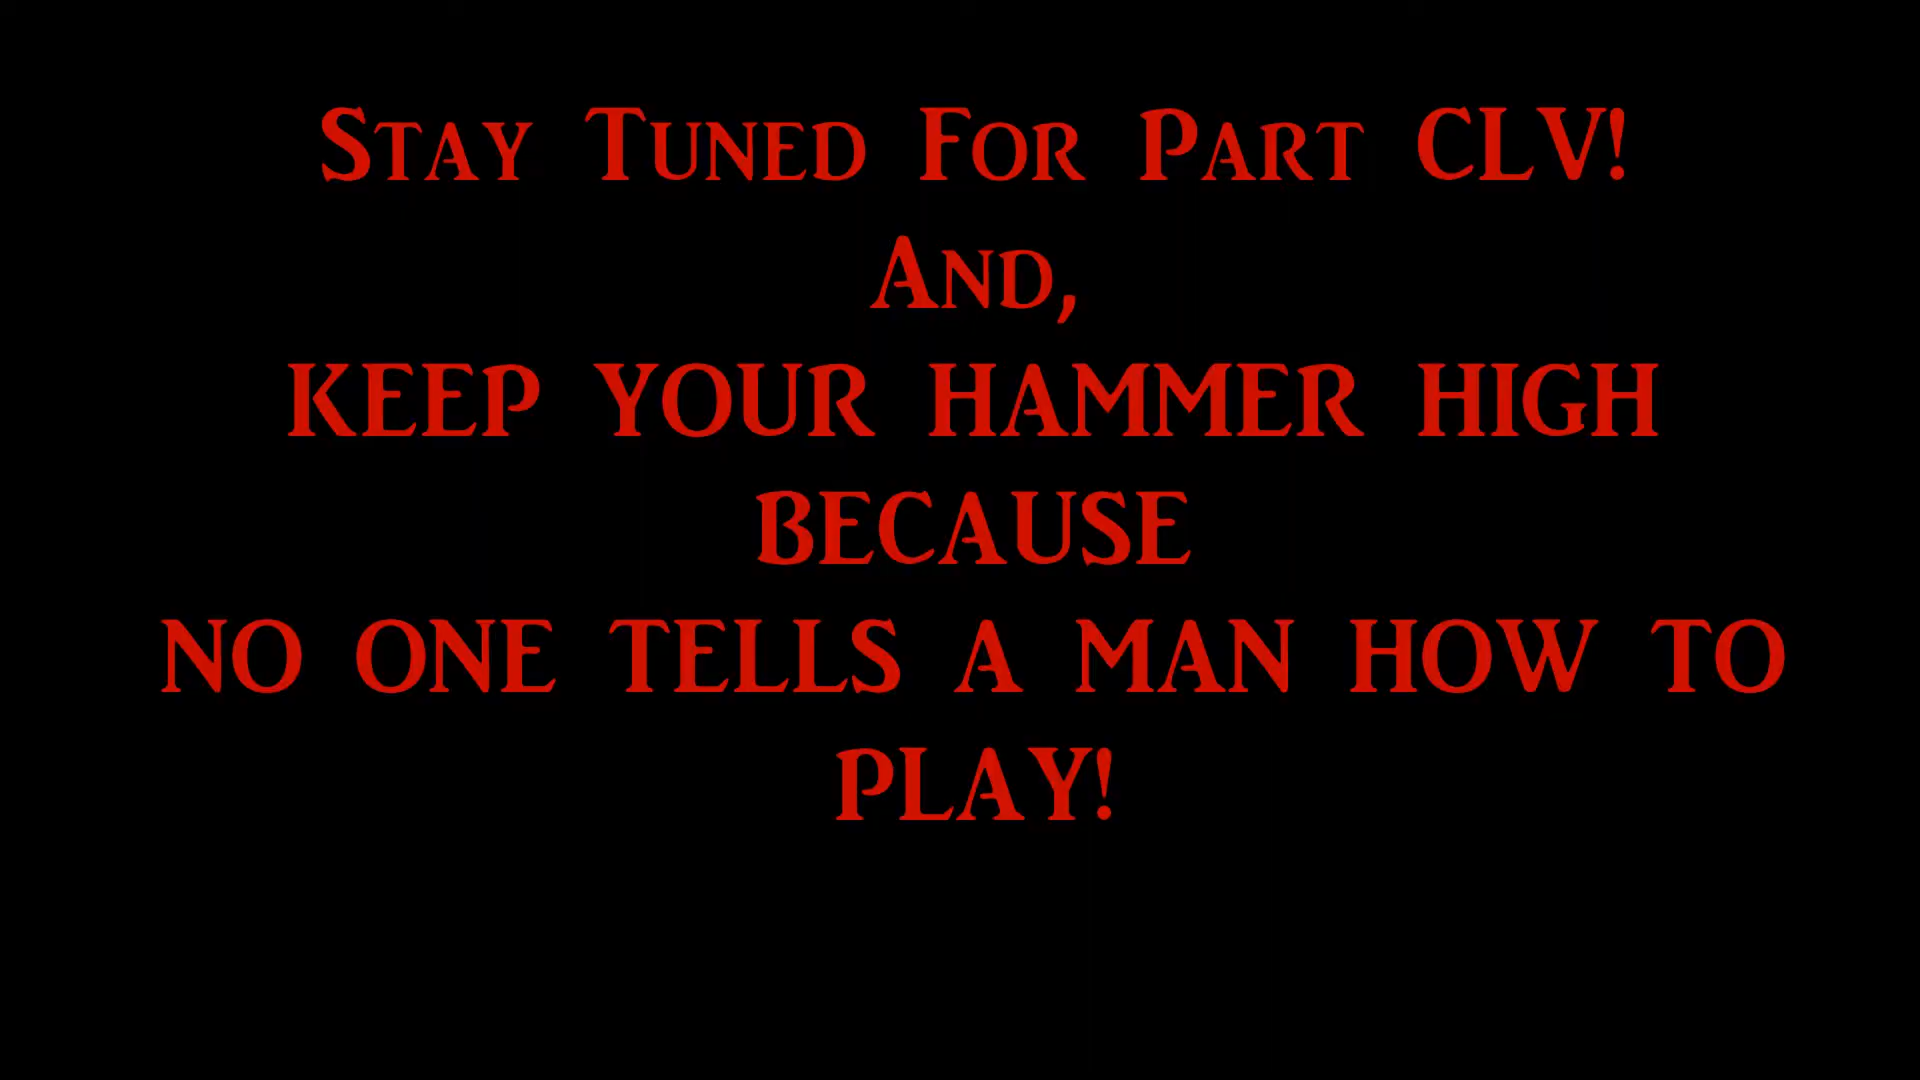 Stay Tuned For Part CLV!
And,
KEEP YOUR HAMMER HIGH
BECAUSE
NO ONE TELLS A MAN HOW TO
PLAY!